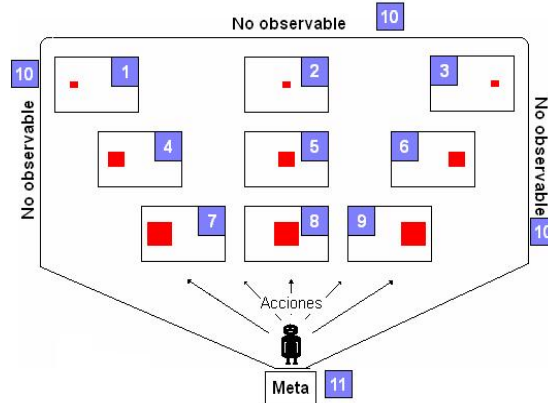 No observable 10
10
1 2 3
No observable
4 5 6
No observable
7 8 9
10
Acciones
Meta 11